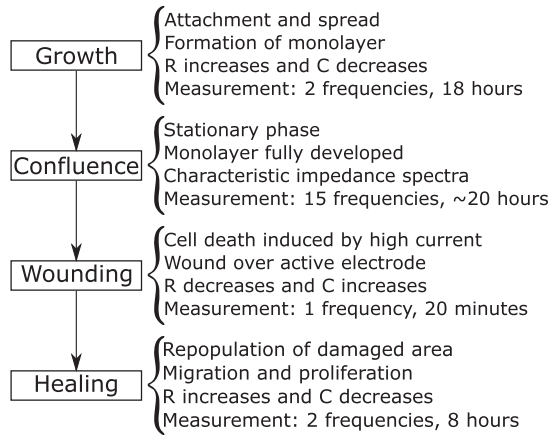 Growth
Attachment and spread
Formation of monolayer
R increases and C decreases
Measurement: 2 frequencies, 18 hours
Confluence
Stationary phase
Monolayer fully developed
Characteristic impedance spectra
Measurement: 15 frequencies, ~20 hours
Wounding
Cell death induced by high current
Wound over active electrode
R decreases and C increases
Measurement: 1 frequency, 20 minutes
Healing
Repopulation of damaged area
Migration and proliferation
R increases and C decreases
Measurement: 2 frequencies, 8 hours